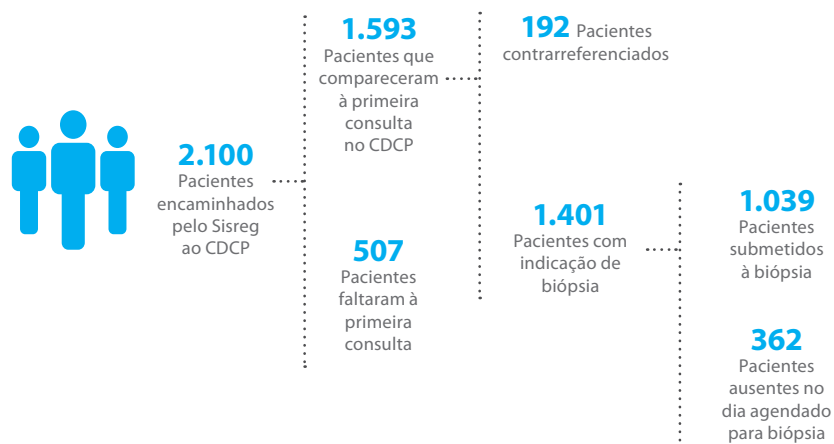 2.100
Pacientes
encaminhados
pelo Sisreg
ao CDCP
1.593
Pacientes que
compareceram
à primeira
consulta
no CDCP
507
Pacientes
faltaram à
primeira
consulta
192 Pacientes
contrarreferenciados
1.401
Pacientes com
indicação de
biópsia
1.039
Pacientes
submetidos
à biópsia
362
Pacientes
ausentes no
dia agendado
para biópsia